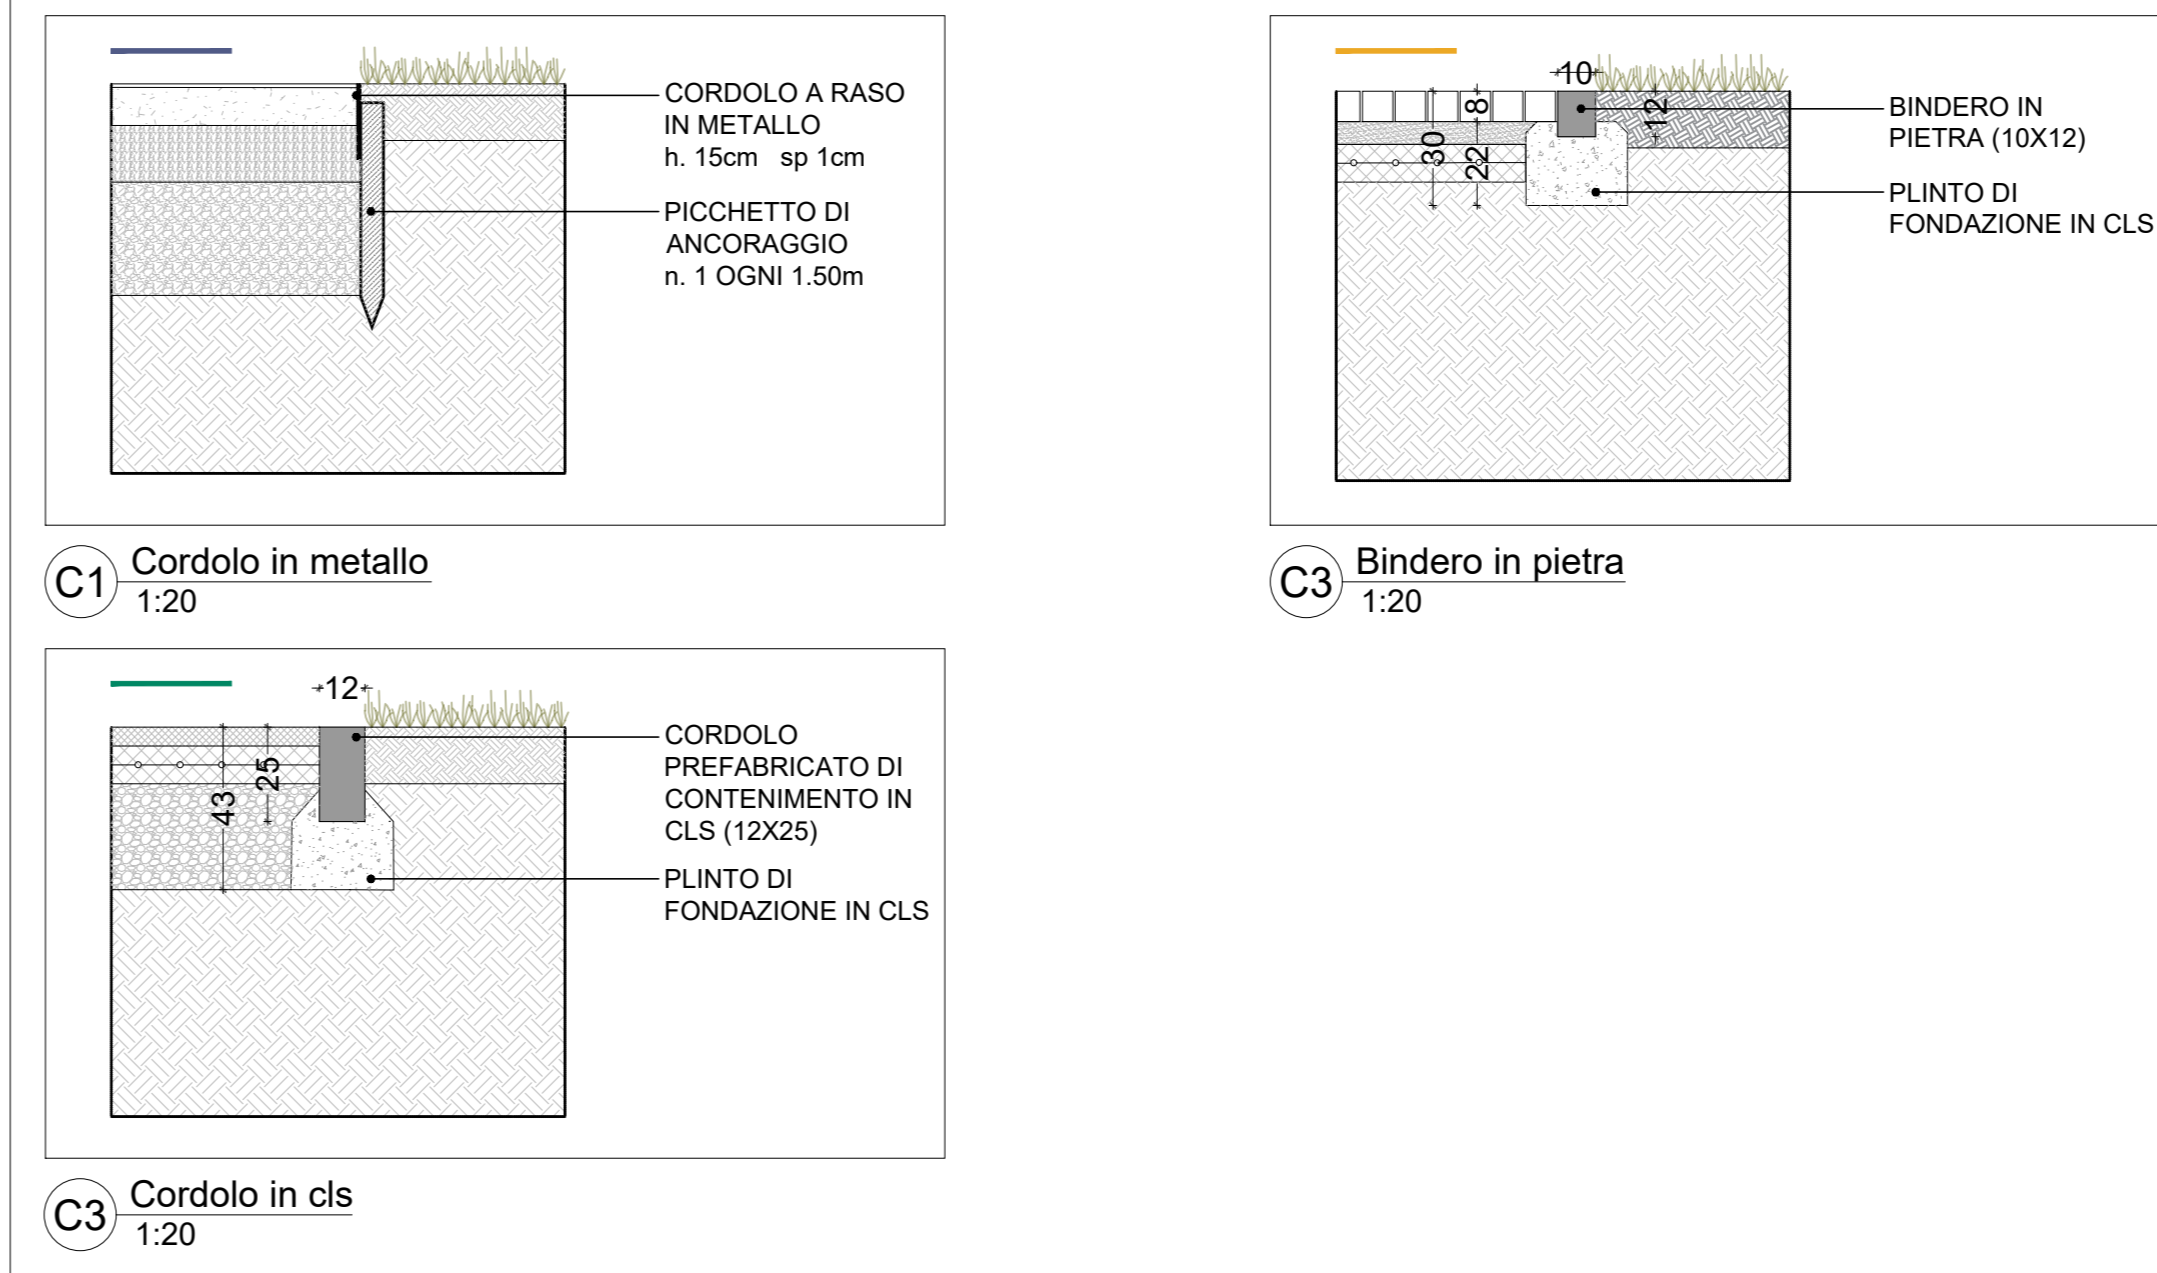 CORDOLO A RASO
IN METALLO
h. 15cm sp 1cm
PICCHETTO DI
ANCORAGGIO
n. 1 OGNI 1.50m
C1
Cordolo in metallo
1:20
10
8
12
30
22
BINDERO IN
PIETRA (10X12)
PLINTO DI
FONDAZIONE IN CLS
C3
Bindero in pietra
1:20
12
25
43
CORDOLO
PREFABRICATO DI
CONTENIMENTO IN
CLS (12X25)
PLINTO DI
FONDAZIONE IN CLS
C3
Cordolo in cls
1:20